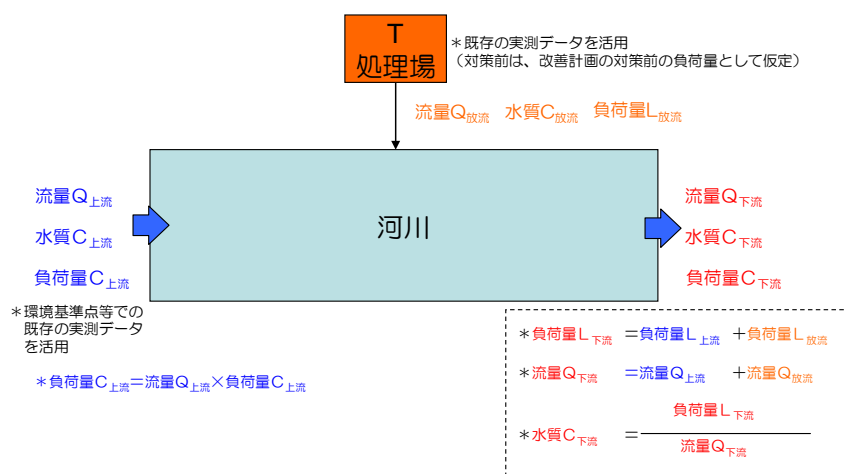 T
処理場
＊既存の実測データを活用
（対策前は、改善計画の対策前の負荷量として仮定）
流量Q放流 水質C放流 負荷量L放流
流量Q上流
水質C上流
負荷量C上流
＊環境基準点等での
既存の実測データ
を活用
＊負荷量C上流＝流量Q上流×負荷量C上流
河川
流量Q下流
水質C下流
負荷量C下流
＊負荷量L下流 ＝負荷量L上流 ＋負荷量L放流
＊流量Q下流 ＝流量Q上流 ＋流量Q放流
負荷量L下流
＊水質C下流 ＝
流量Q下流